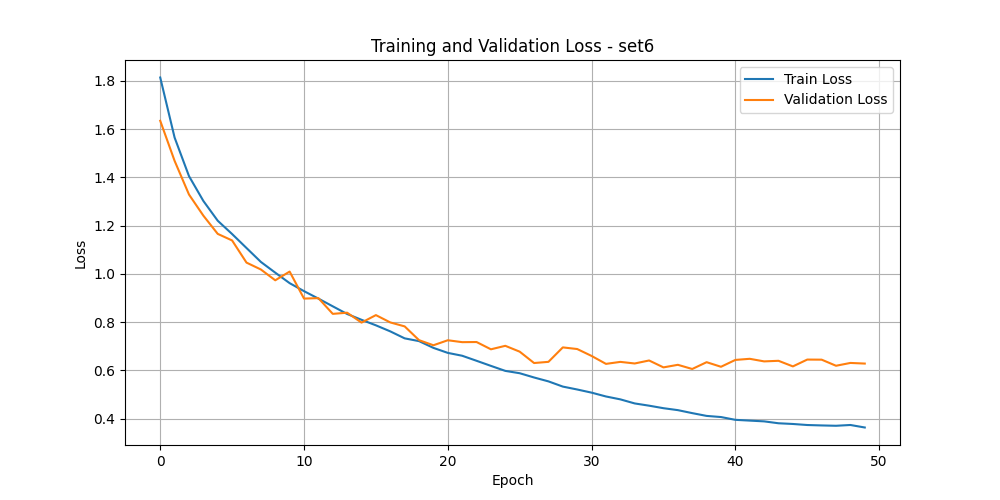 Training and Validation Loss - set6
Train Loss
Validation Loss
1.8
1.6
1.4
1.2
1.0
0.8
0.6
0.4
Loss
0 10 20 30 40 50
Epoch